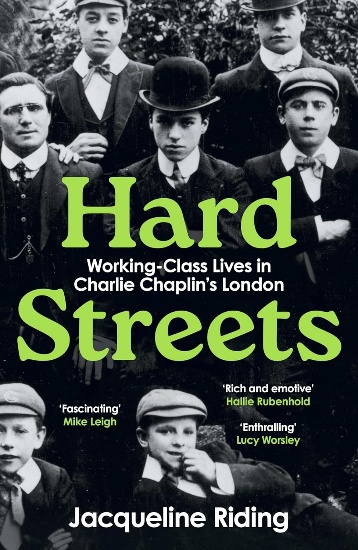 Hard
Working-Class Lives in
Charlie Chaplin's London
Streets
'Rich and emotive'
Hallie Rubenhold
'Fascinating'
Mike Leigh
'Enthralling'
Lucy Worsley
Jacqueline Riding